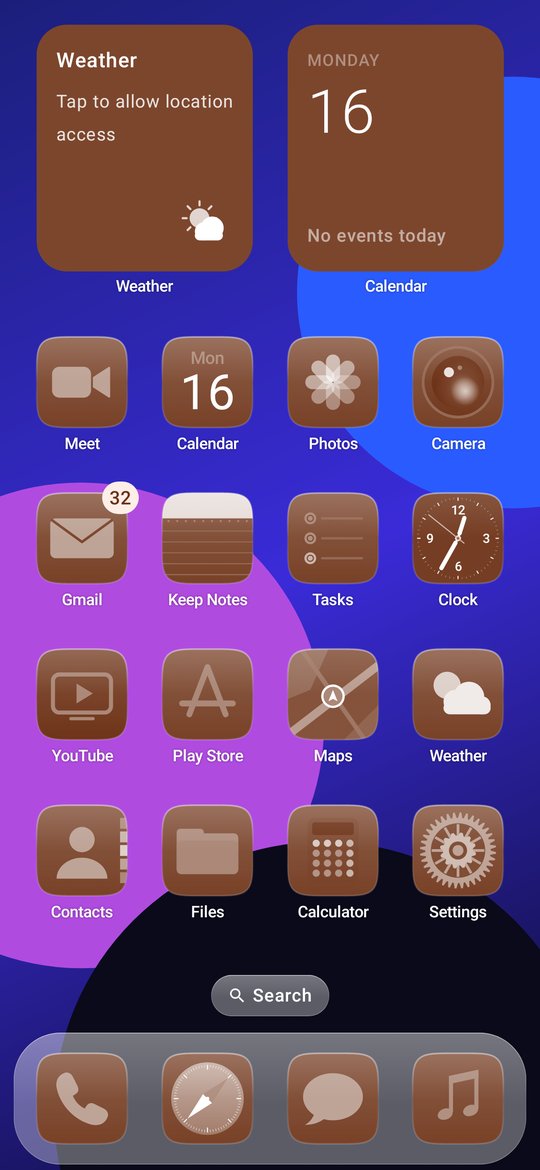 Weather
Tap to allow location
access
Weather
MONDAY
16
No events today
Calendar
Mon
16
Meet
Calendar
Photos
Camera
32
12
9
3
6
Gmail
Keep Notes
Tasks
Clock
YouTube
Play Store
Maps
Weather
Contacts
Files
Calculator
Settings
Search